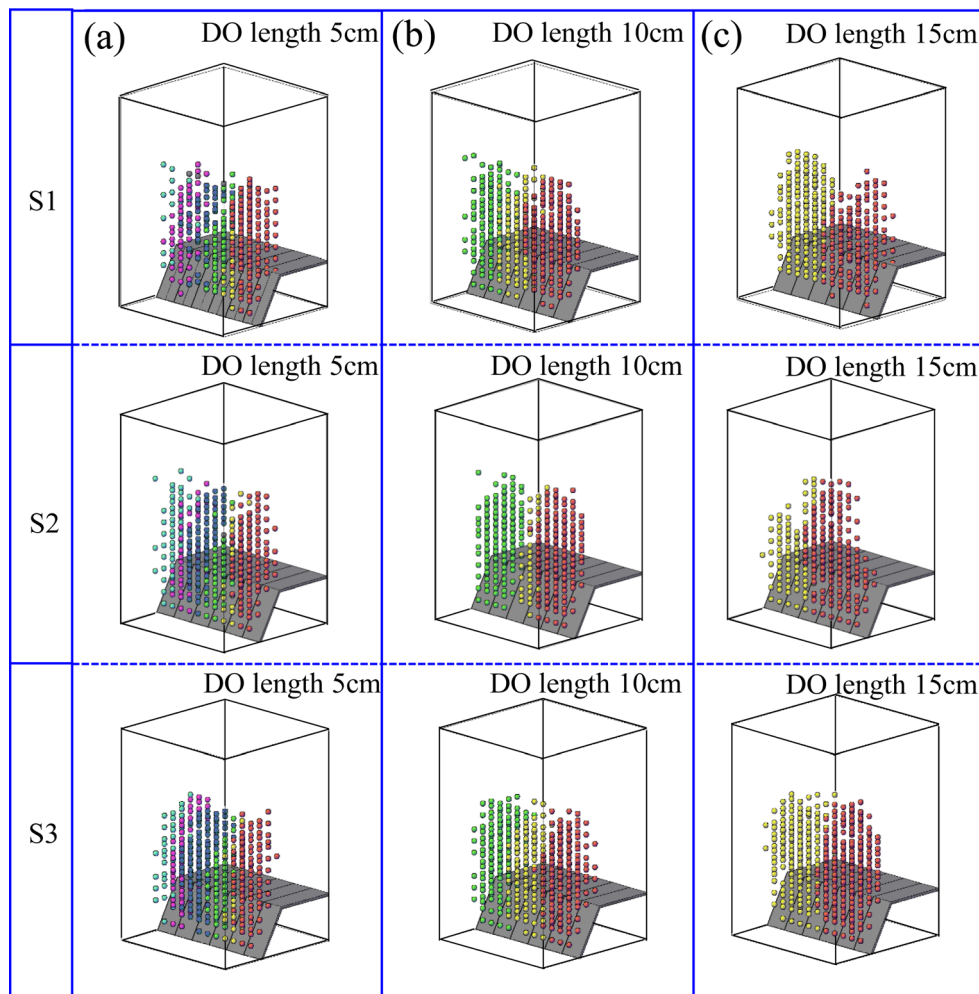 (a) DO length 5cm
(b) DO length 10cm
(c) DO length 15cm
S1
DO length 5cm
DO length 10cm
DO length 15cm
S2
DO length 5cm
DO length 10cm
DO length 15cm
S3